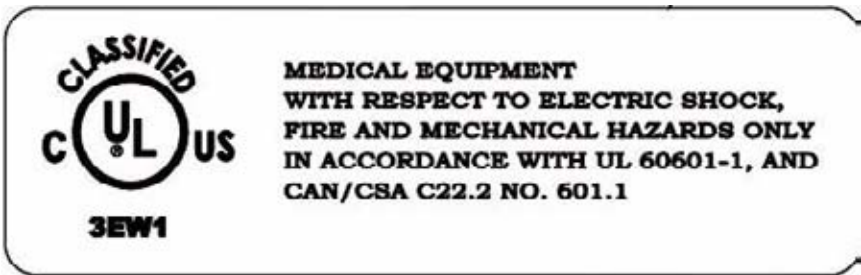 CLASSIFIED
C UL® US
3EW1
MEDICAL EQUIPMENT
WITH RESPECT TO ELECTRIC SHOCK,
FIRE AND MECHANICAL HAZARDS ONLY
IN ACCORDANCE WITH UL 60601-1, AND
CAN/CSA C22.2 NO. 601.1